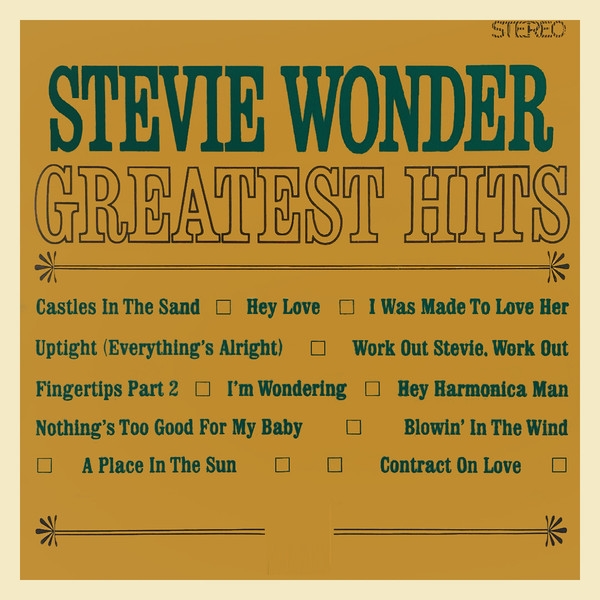 STEREO
STEVIE WONDER
GREATEST HITS
Castles In The Sand □ Hey Love □ I Was Made To Love Her
Uptight (Everything's Alright) □ Work Out Stevie, Work Out
Fingertips Part 2 □ I'm Wondering □ Hey Harmonica Man
Nothing's Too Good For My Baby □ Blowin' In The Wind
□ A Place In The Sun □ □ Contract On Love □